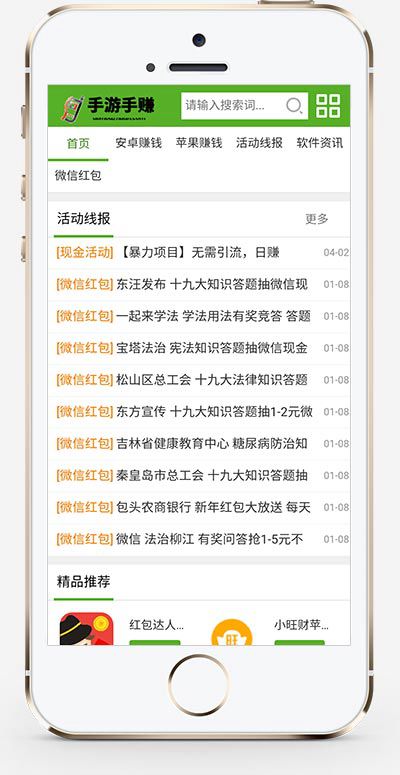 手游手赚
请输入搜索词...
首页 安卓赚钱 苹果赚钱 活动线报 软件资讯
微信红包
活动线报 更多
[现金活动] 【暴力项目】无需引流，日赚 04-02
[微信红包] 东汪发布 十九大知识答题抽微信现 01-08
[微信红包] 一起来学法 学法用法有奖竞答 答题 01-08
[微信红包] 宝塔法治 宪法知识答题抽微信现金 01-08
[微信红包] 松山区总工会 十九大法律知识答题 01-08
[微信红包] 东方宣传 十九大知识答题抽1-2元微 01-08
[微信红包] 吉林省健康教育中心 糖尿病防治知 01-08
[微信红包] 秦皇岛市总工会 十九大知识答题抽 01-08
[微信红包] 包头农商银行 新年红包大放送 每天 01-08
[微信红包] 微信 法治柳江 有奖问答抢1-5元不 01-08
精品推荐
红包达人... 旺 小旺财苹...